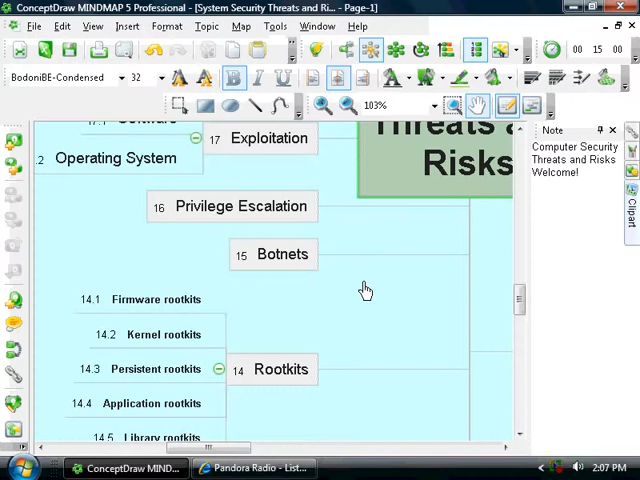 ConceptDraw MINDMAP 5 Professional - [System Security Threats and Ri... - Page-1]
File Edit View Insert Format Topic Map Tools Window Help
00 15 00
BodoniBE-Condensed 32 B I U
103%
17.1 Software
17 Exploitation
.2 Operating System
Threats a
Risks
16 Privilege Escalation
15 Botnets
14.1 Firmware rootkits
14.2 Kernel rootkits
14.3 Persistent rootkits
14 Rootkits
14.4 Application rootkits
14.5 Library rootkits
Note
Computer Security
Threats and Risks
Welcome!
Clipart
ConceptDraw MIND...
Pandora Radio - List...
2:07 PM